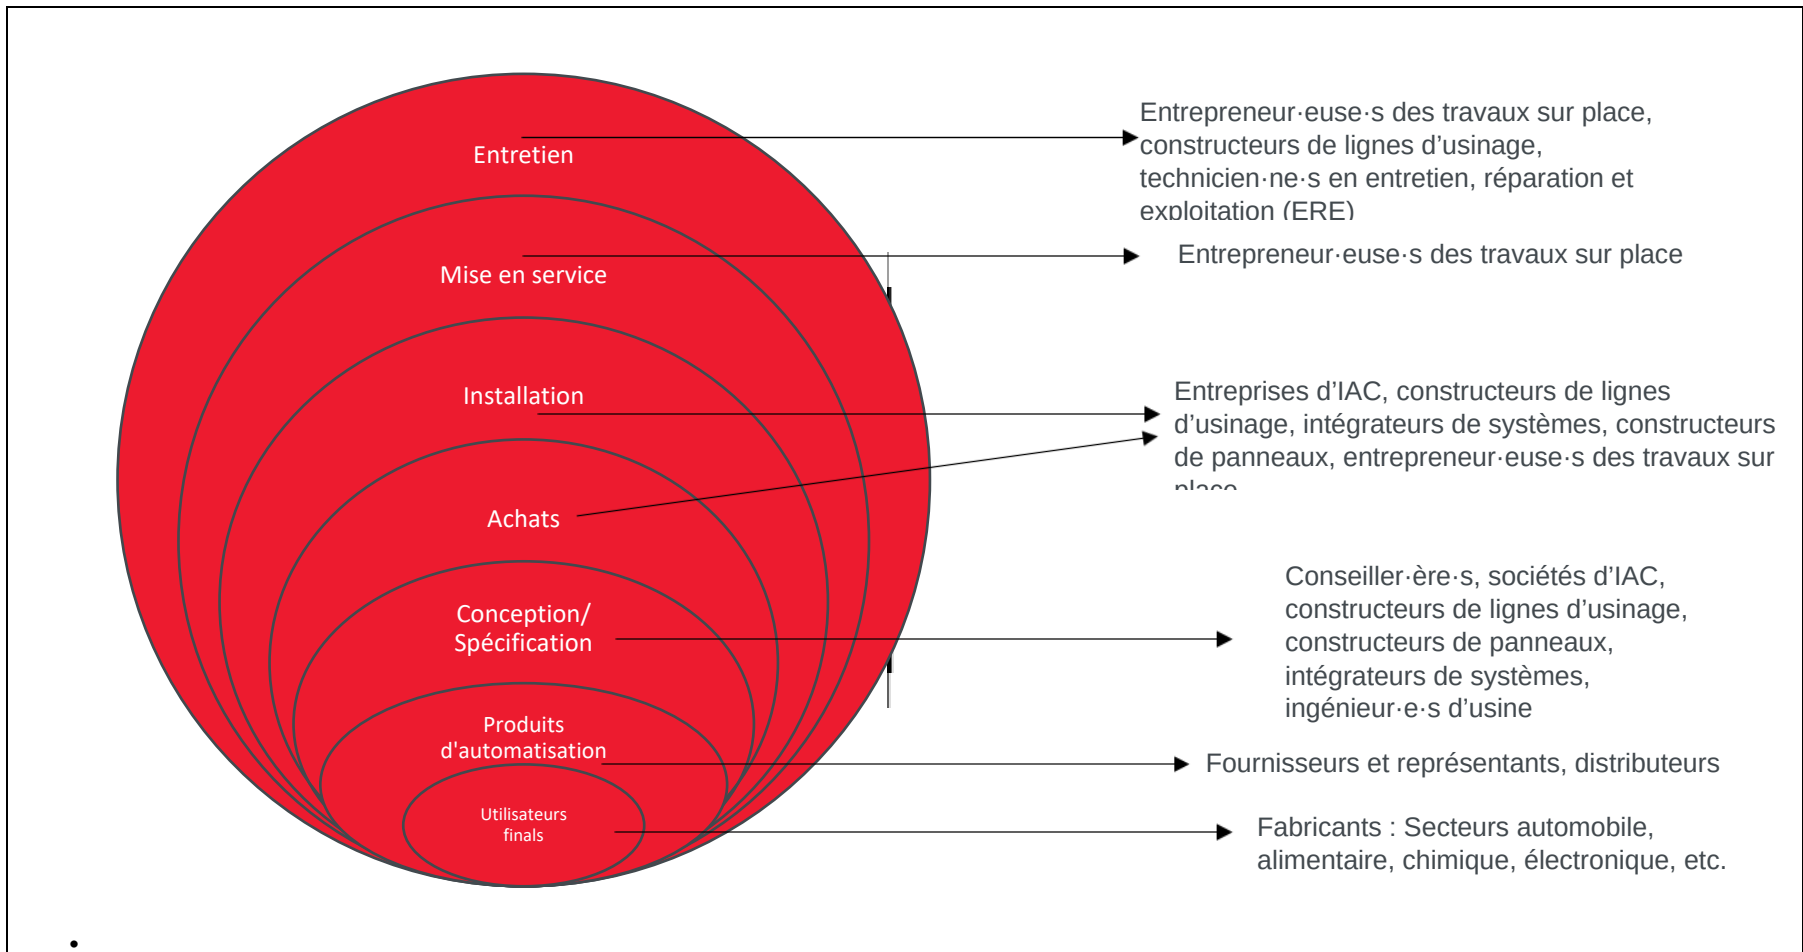 Entretien
Entrepreneur·euse·s des travaux sur place,
constructeurs de lignes d’usinage,
technicien·ne·s en entretien, réparation et
exploitation (ERE)
Mise en service
Entrepreneur·euse·s des travaux sur place
Installation
Entreprises d’IAC, constructeurs de lignes
d’usinage, intégrateurs de systèmes, constructeurs
de panneaux, entrepreneur·euse·s des travaux sur
place
Achats
Conception/
Spécification
Conseiller·ère·s, sociétés d’IAC,
constructeurs de lignes d’usinage,
constructeurs de panneaux,
intégrateurs de systèmes,
ingénieur·e·s d’usine
Produits
d'automatisation
Fournisseurs et représentants, distributeurs
Utilisateurs
finals
Fabricants : Secteurs automobile,
alimentaire, chimique, électronique, etc.